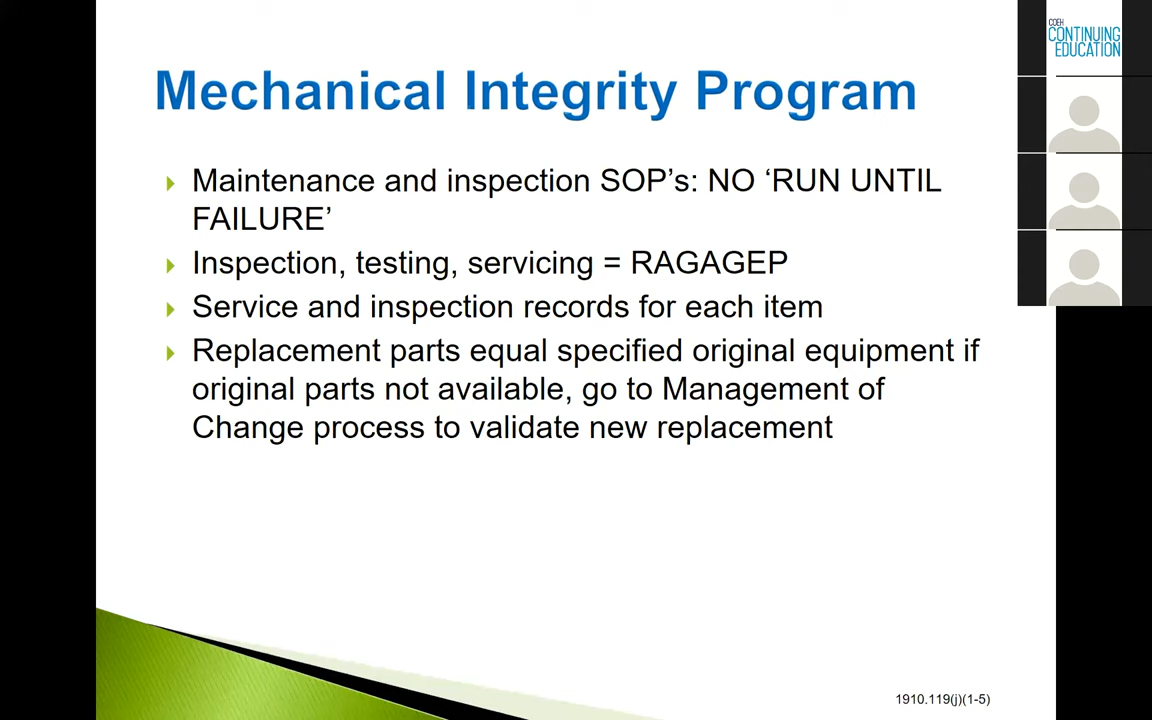 Mechanical Integrity Program
Maintenance and inspection SOP’s: NO ‘RUN UNTIL
FAILURE’
Inspection, testing, servicing = RAGAGEP
Service and inspection records for each item
Replacement parts equal specified original equipment if
original parts not available, go to Management of
Change process to validate new replacement
1910.119(j)(1-5)
COEH
CONTINUING
EDUCATION